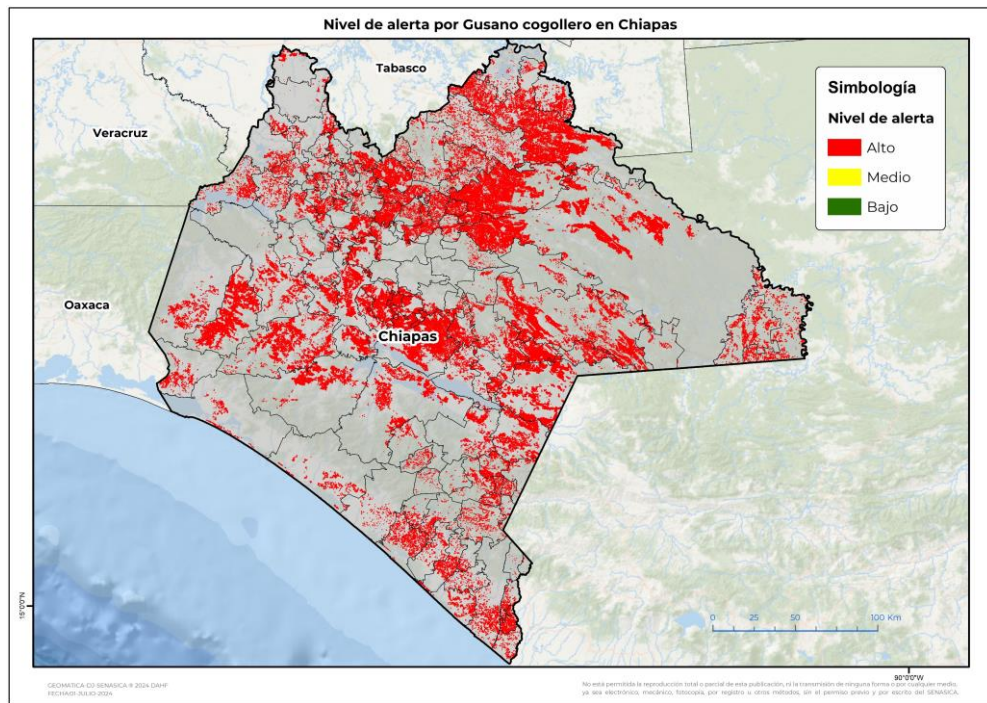 Nivel de alerta por Gusano cogollero en Chiapas
Tabasco
Veracruz
Oaxaca
Chiapas
Simbología
Nivel de alerta
Alto
Medio
Bajo
15°0'0"N
0 25 50 100 Km
90°0'0"W
GEOMATICA-DJ SENASICA ® 2024 DAHF
FECHA:01-JULIO-2024
No está permitida la reproducción total o parcial de esta publicación, ni la transmisión de ninguna forma o por cualquier medio,
ya sea electrónico, mecánico, fotocopia, por registro u otros métodos, sin el permiso previo y por escrito del SENASICA.